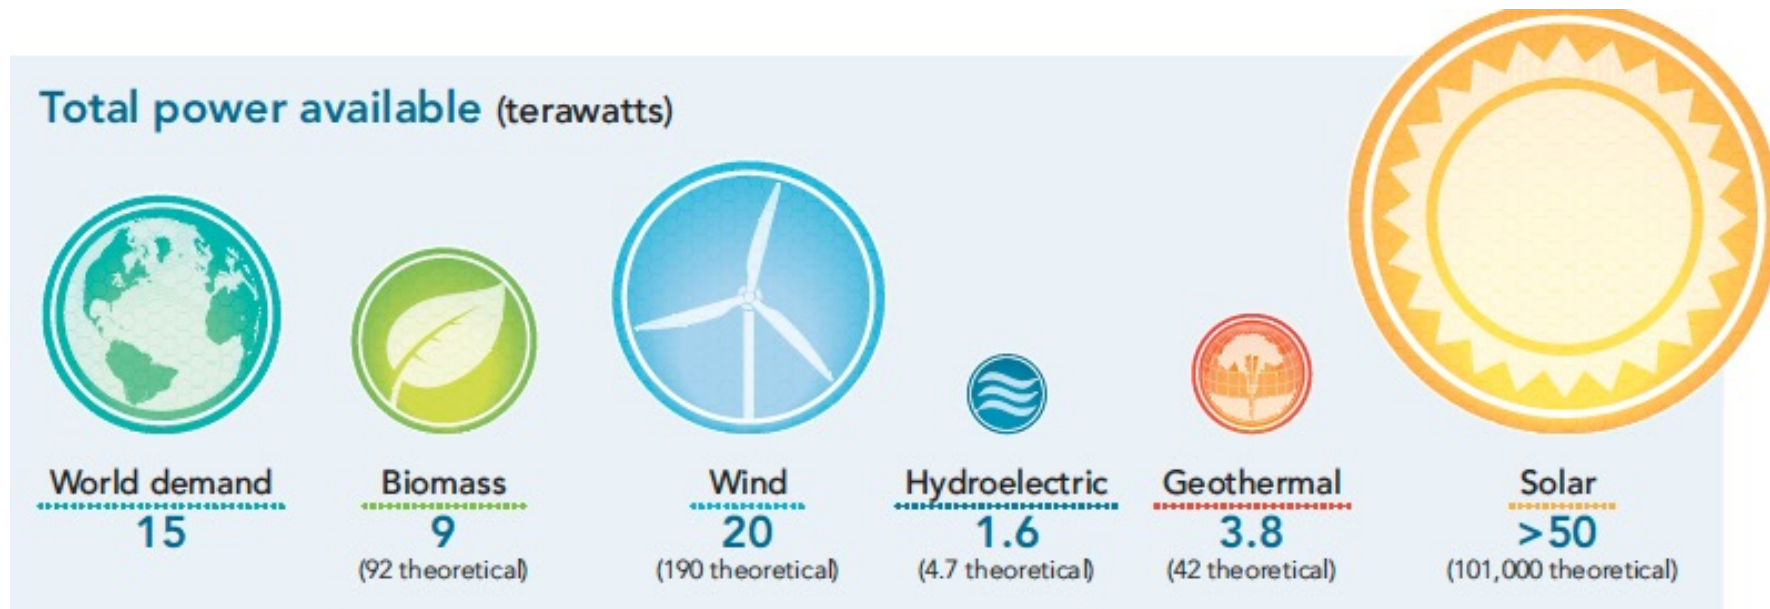 Total power available (terawatts)
World demand
15
Biomass
9
(92 theoretical)
Wind
20
(190 theoretical)
Hydroelectric
1.6
(4.7 theoretical)
Geothermal
3.8
(42 theoretical)
Solar
>50
(101,000 theoretical)